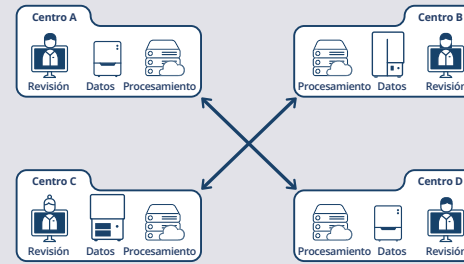 Centro A
Revisión Datos Procesamiento
Centro B
Procesamiento Datos Revisión
Centro C
Revisión Datos Procesamiento
Centro D
Procesamiento Datos Revisión